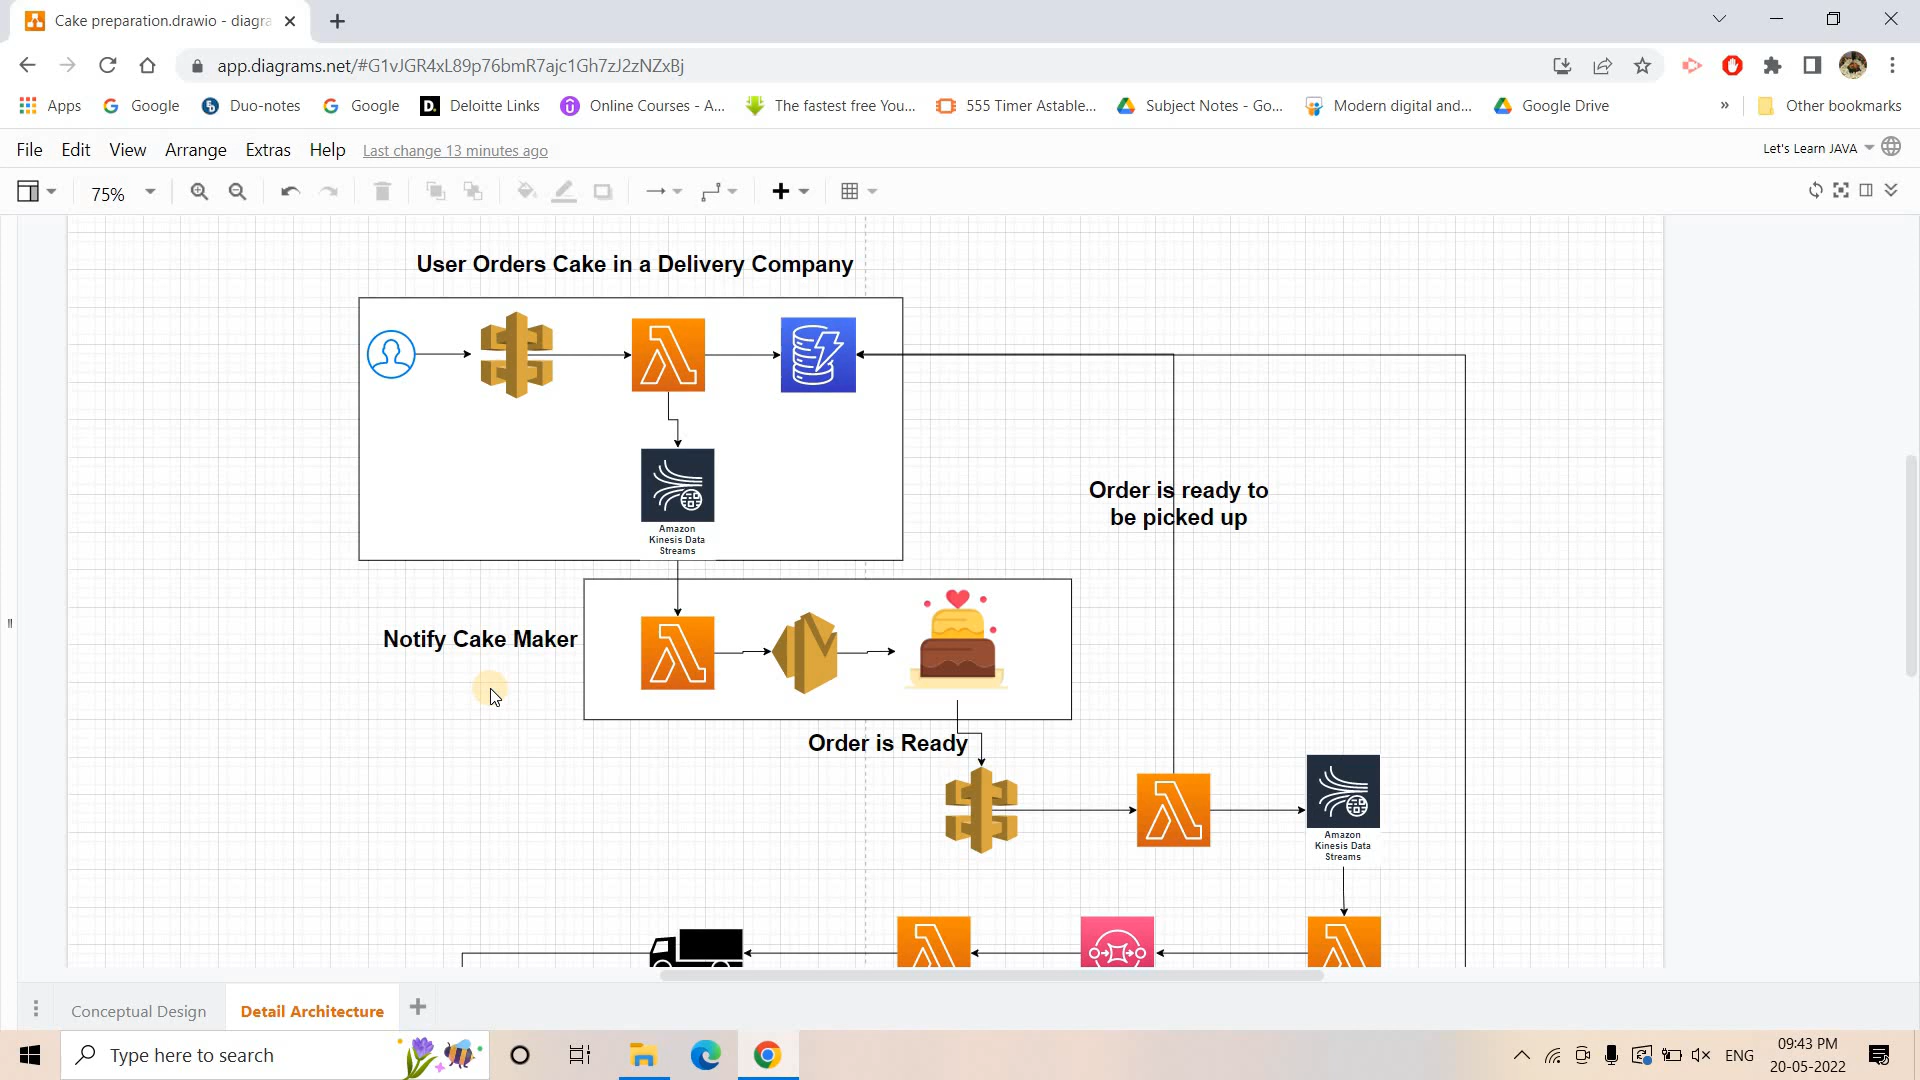 Cake preparation.drawio - diagra
app.diagrams.net/#G1vJGR4xL89p76bmR7ajc1Gh7zJ2zNZxBj
Apps Google Duo-notes Google D. Deloitte Links Online Courses - A... The fastest free You... 555 Timer Astable... Subject Notes - Go... Modern digital and... Google Drive » Other bookmarks
File Edit View Arrange Extras Help Last change 13 minutes ago Let's Learn JAVA
75%
User Orders Cake in a Delivery Company
Amazon
Kinesis Data
Streams
Order is ready to
be picked up
Notify Cake Maker
Order is Ready
Amazon
Kinesis Data
Streams
Conceptual Design Detail Architecture
Type here to search
ENG
09:43 PM
20-05-2022